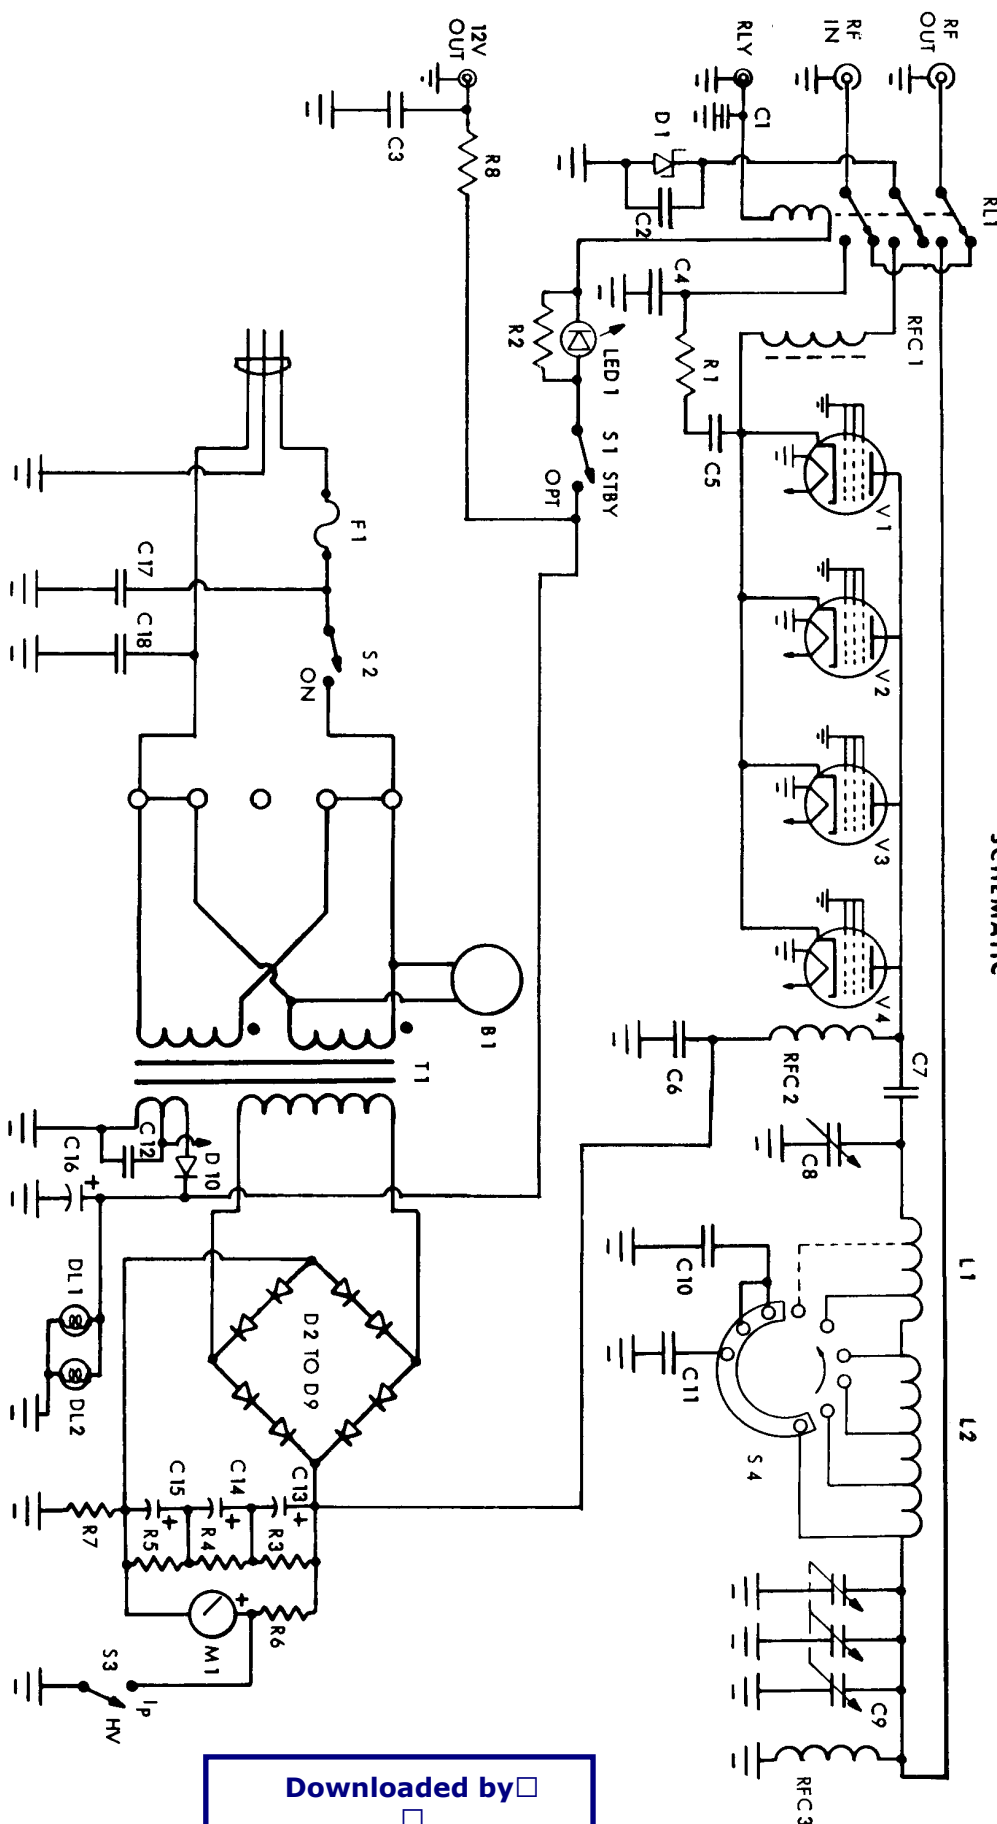 SCHEMATIC
RF OUT
RF IN
RLY
12V OUT
RL1
C1
D1
C2
C3
R8
C4
R1
C5
RFC 1
R2
LED1
S1 STBY
OPT
V1
V2
V3
V4
F1
C17
C18
S2
ON
B1
T1
C6
RFC 2
C7
C8
C12
D10
C16
+
DL1
DL2
D2 TO D9
C10
C11
L1
L2
S4
C13
+
C14
+
C15
+
R3
R4
R5
R7
+
R6
M1
S3
IP
HV
C9
RFC3
Downloaded by□
□